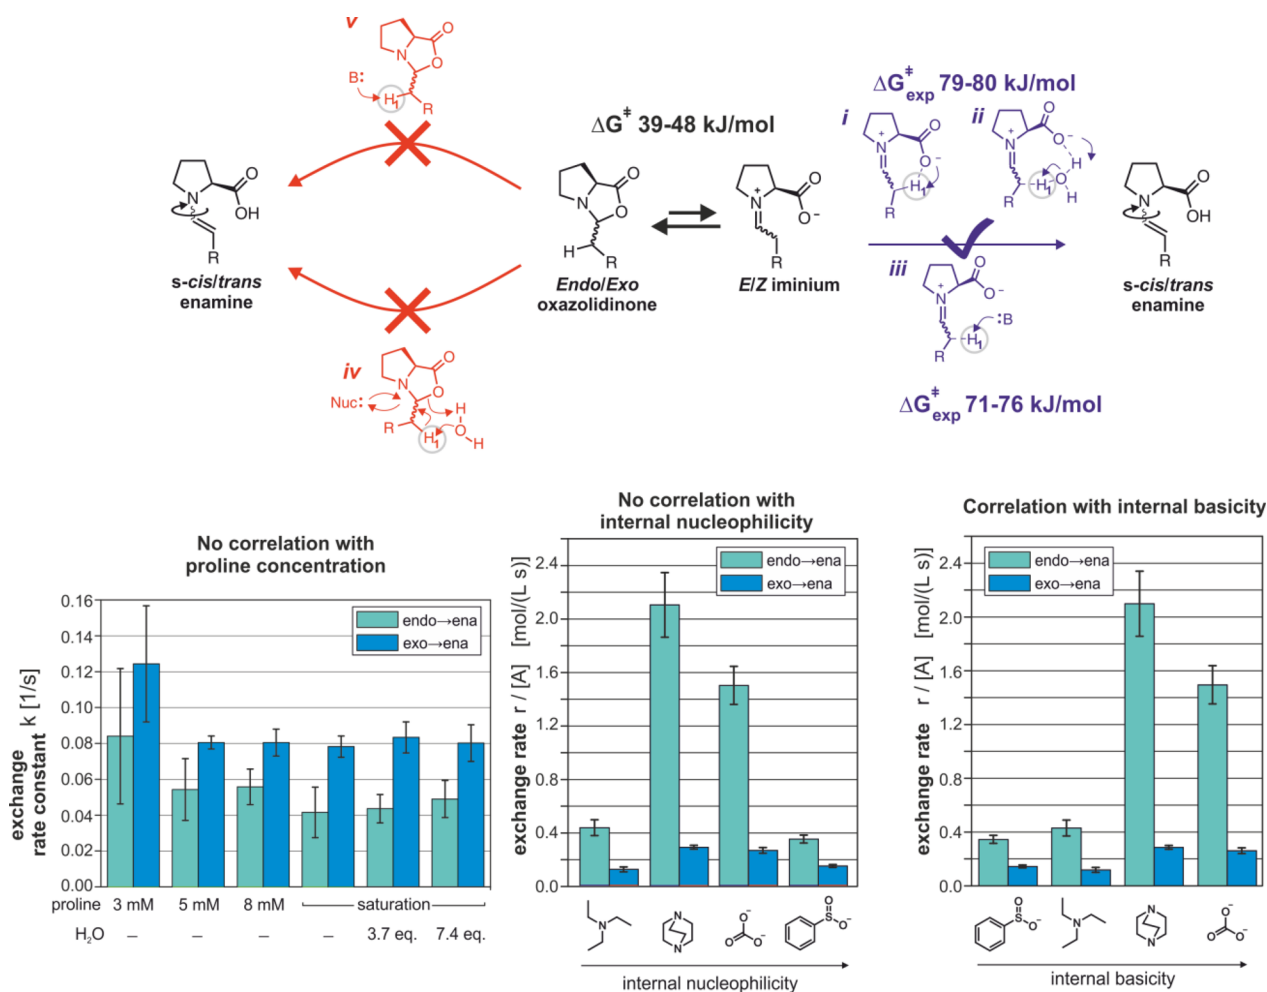 v
B:
N
O
O
H1
R
ΔG‡ 39-48 kJ/mol
ΔG‡exp 79-80 kJ/mol
i
ii
N
O
OH
R
s-cis/trans
enamine
N
O
O
H
R
Endo/Exo
oxazolidinone
N
+
O
O−
R
E/Z iminium
N
+
O
O−
H1
R
N
+
O
O−
H
H1
O
H
R
iii
N
+
O
O−
:B
H1
R
N
O
OH
R
s-cis/trans
enamine
ΔG‡exp 71-76 kJ/mol
iv
Nuc:
N
O
O
H
R
H1
O
H
No correlation with
proline concentration
exchange
rate constant k [1/s]
0.16
0.14
0.12
0.10
0.08
0.06
0.04
0.02
0.00
endo→ena
exo→ena
proline 3 mM 5 mM 8 mM saturation
H2O – – – – 3.7 eq. 7.4 eq.
No correlation with
internal nucleophilicity
exchange rate r / [A] [mol/(L s)]
2.4
2.0
1.6
1.2
0.8
0.4
0.0
endo→ena
exo→ena
N
N
N
O−
O
O−
O
S
O−
internal nucleophilicity
Correlation with internal basicity
exchange rate r / [A] [mol/(L s)]
2.4
2.0
1.6
1.2
0.8
0.4
0.0
endo→ena
exo→ena
O
S
O−
N
N
N
O−
O
O−
internal basicity